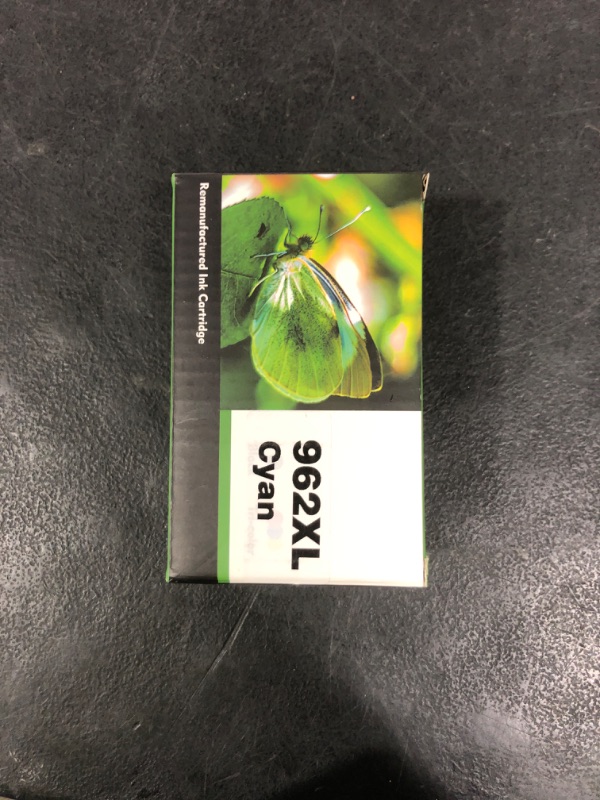 Remanufactured Ink Cartridge
962XL
Cyan